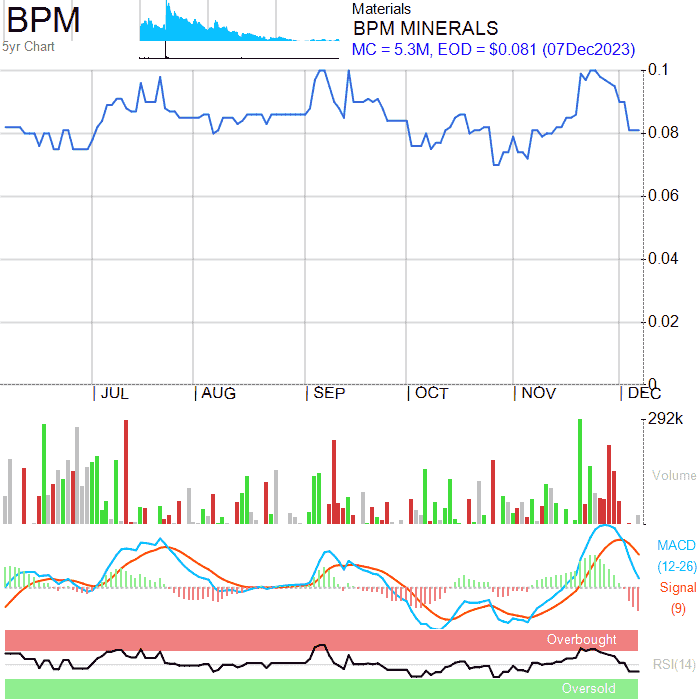 BPM
5yr Chart
Materials
BPM MINERALS
MC = 5.3M, EOD = $0.081 (07Dec2023)
0.1
0.08
0.06
0.04
0.02
0
JUL AUG SEP OCT NOV DEC
292k
Volume
MACD
(12-26)
Signal
(9)
Overbought
RSI(14)
Oversold